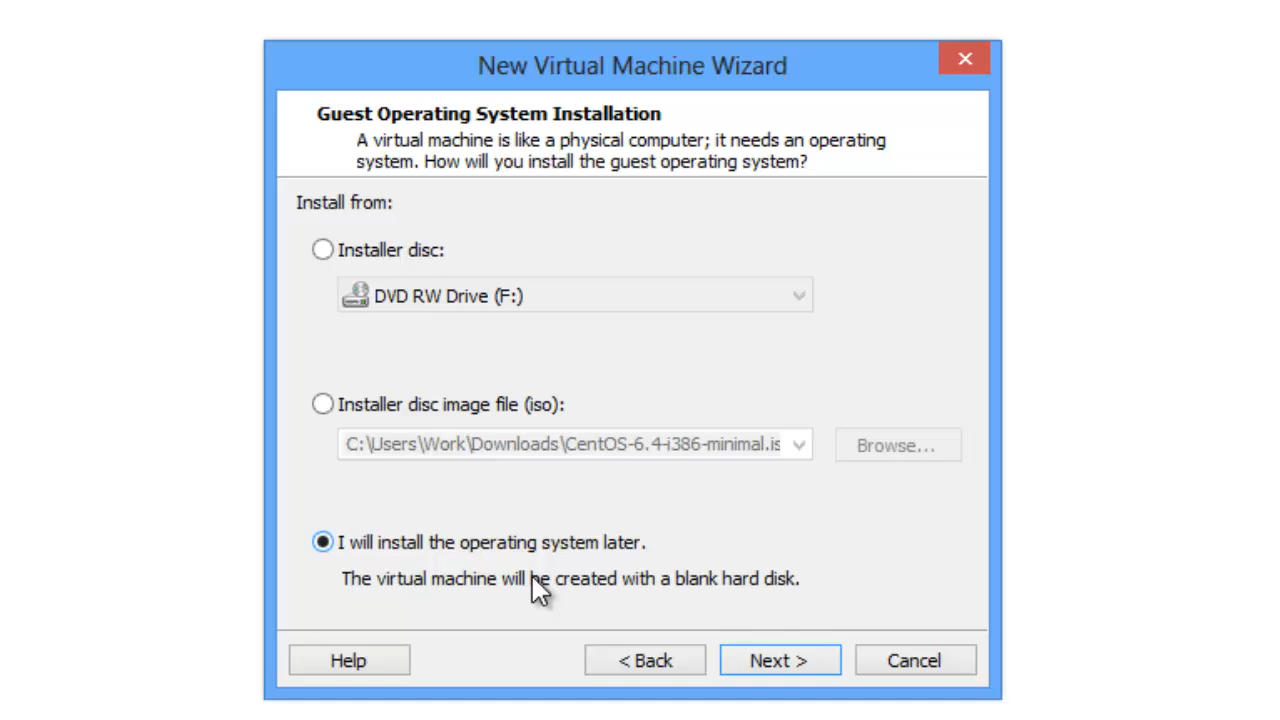 New Virtual Machine Wizard
Guest Operating System Installation
A virtual machine is like a physical computer; it needs an operating
system. How will you install the guest operating system?
Install from:
Installer disc:
DVD RW Drive (F:)
Installer disc image file (iso):
C:\Users\Work\Downloads\CentOS-6.4-i386-minimal.is
Browse...
I will install the operating system later.
The virtual machine will be created with a blank hard disk.
Help
< Back
Next >
Cancel